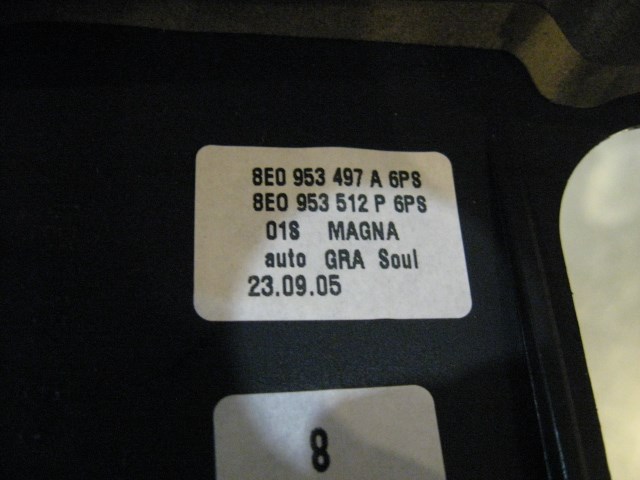 8E0 953 497 A 6PS
8E0 953 512 P 6PS
01S MAGNA
auto GRA Soul
23.09.05
8